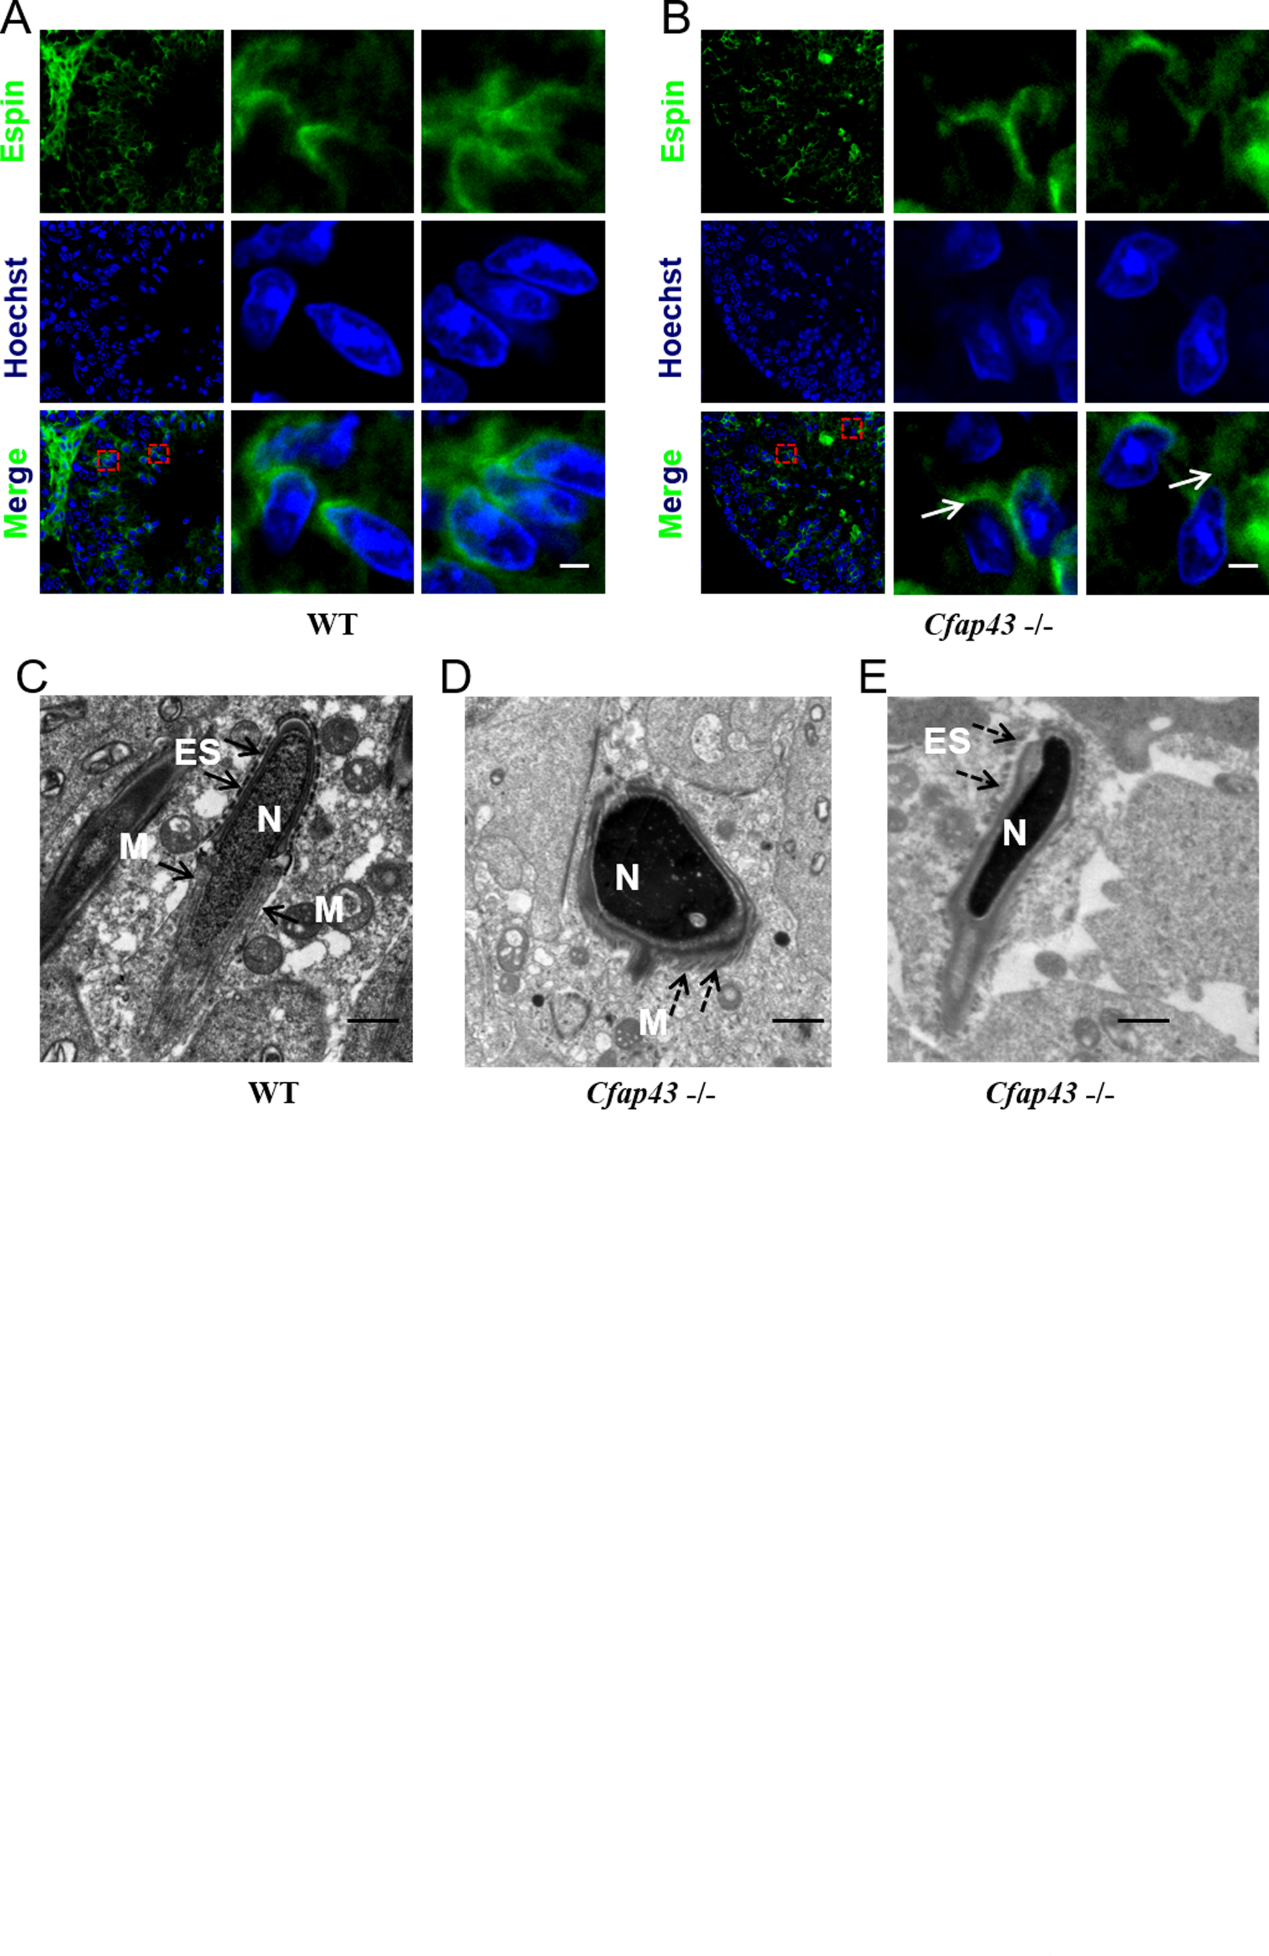 A
B
Espin
Espin
Hoechst
Hoechst
Merge
Merge
WT
Cfap43 -/-
C
D
E
ES
N
M
M
N
M
ES
N
WT
Cfap43 -/-
Cfap43 -/-